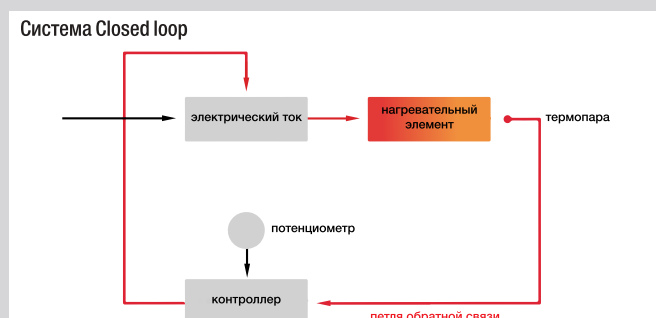 Система Closed loop
электрический ток
нагревательный
элемент
термопара
потенциометр
контроллер
петля обратной связи